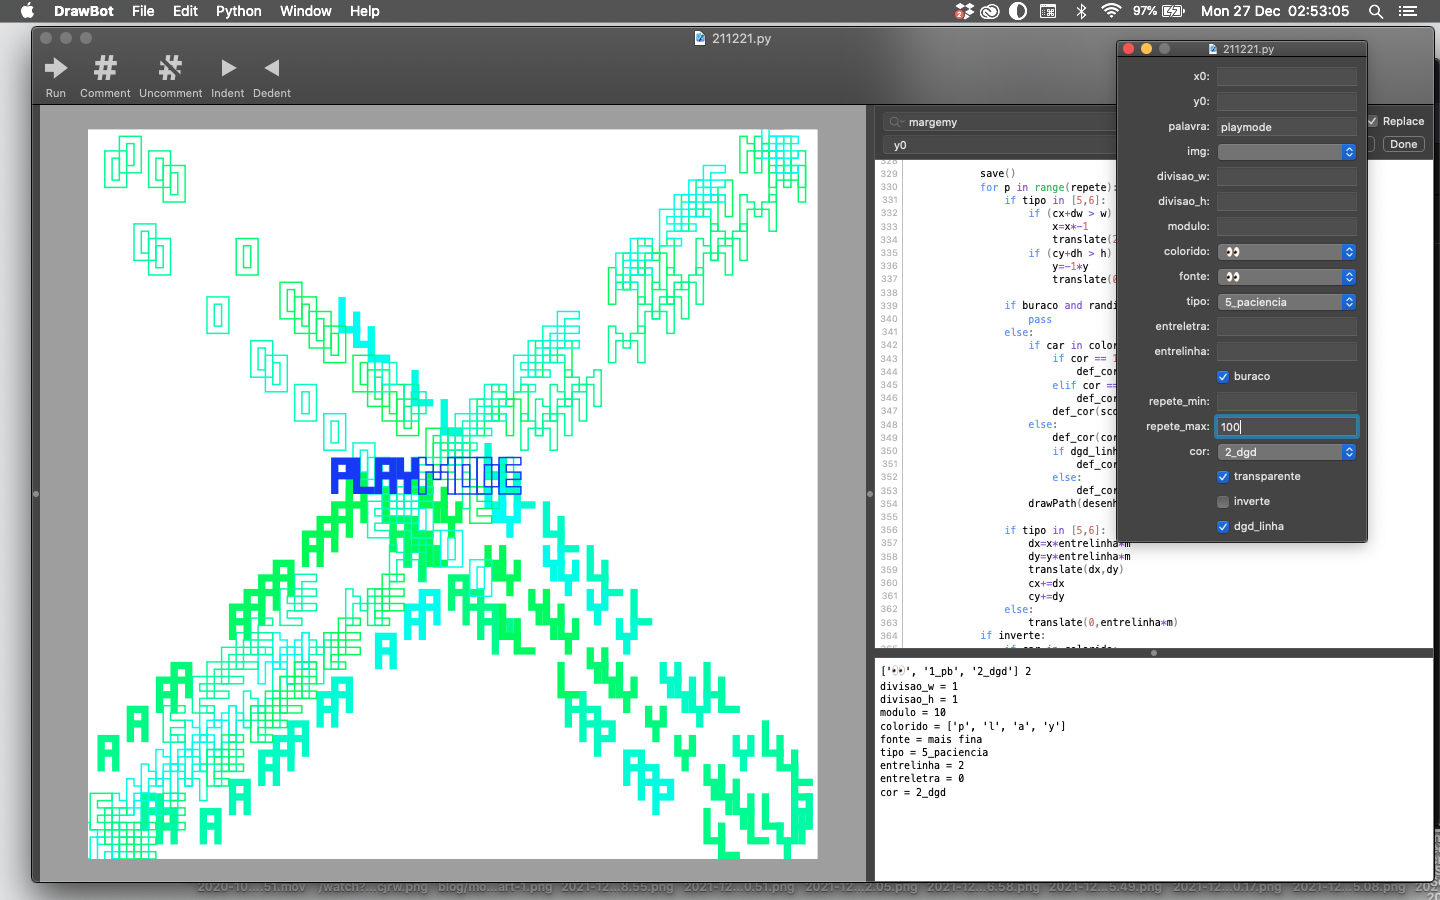 DrawBot File Edit Python Window Help 97% Mon 27 Dec 02:53:05
211221.py
Run Comment Uncomment Indent Dedent
PLAYMODE
margemy
Replace
y0
Done
329 save()
330 for p in range(repete):
331 if tipo in [5,6]:
332 if (cx+dw > w)
333 x=x*-1
334 translate(2
335 if (cy+dh > h)
336 y=-1*y
337 translate(0
338
339 if buraco and randi
340 pass
341 else:
342 if car in color
343 if cor == 1
344 def_cor
345 elif cor ==
346 def_cor
347 def_cor(sco
348 else:
349 def_cor(cor
350 if dgd_linh
351 def_cor
352 else:
353 def_cor
354 drawPath(desenh
355
356 if tipo in [5,6]:
357 dx=x*entrelinha*m
358 dy=y*entrelinha*m
359 translate(dx,dy)
360 cx+=dx
361 cy+=dy
362 else:
363 translate(0,entrelinha*m)
364 if inverte:
211221.py
x0:
y0:
palavra: playmode
img:
divisao_w:
divisao_h:
modulo:
colorido: 👀
fonte: 👀
tipo: 5_paciencia
entreletra:
entrelinha:
buraco
repete_min:
repete_max: 100
cor: 2_dgd
transparente
inverte
dgd_linha
['👀', '1_pb', '2_dgd'] 2
divisao_w = 1
divisao_h = 1
modulo = 10
colorido = ['p', 'l', 'a', 'y']
fonte = mais fina
tipo = 5_paciencia
entrelinha = 2
entreletra = 0
cor = 2_dgd
2020-10.....51.mov /watch?...cjrw.png blog/mo...art-1.png 2021-12...8.55.png 2021-12...0.51.png 2021-12...2.05.png 2021-12...6.58.png 2021-12...5.49.png 2021-12...0.17.png 2021-12...5.08.png